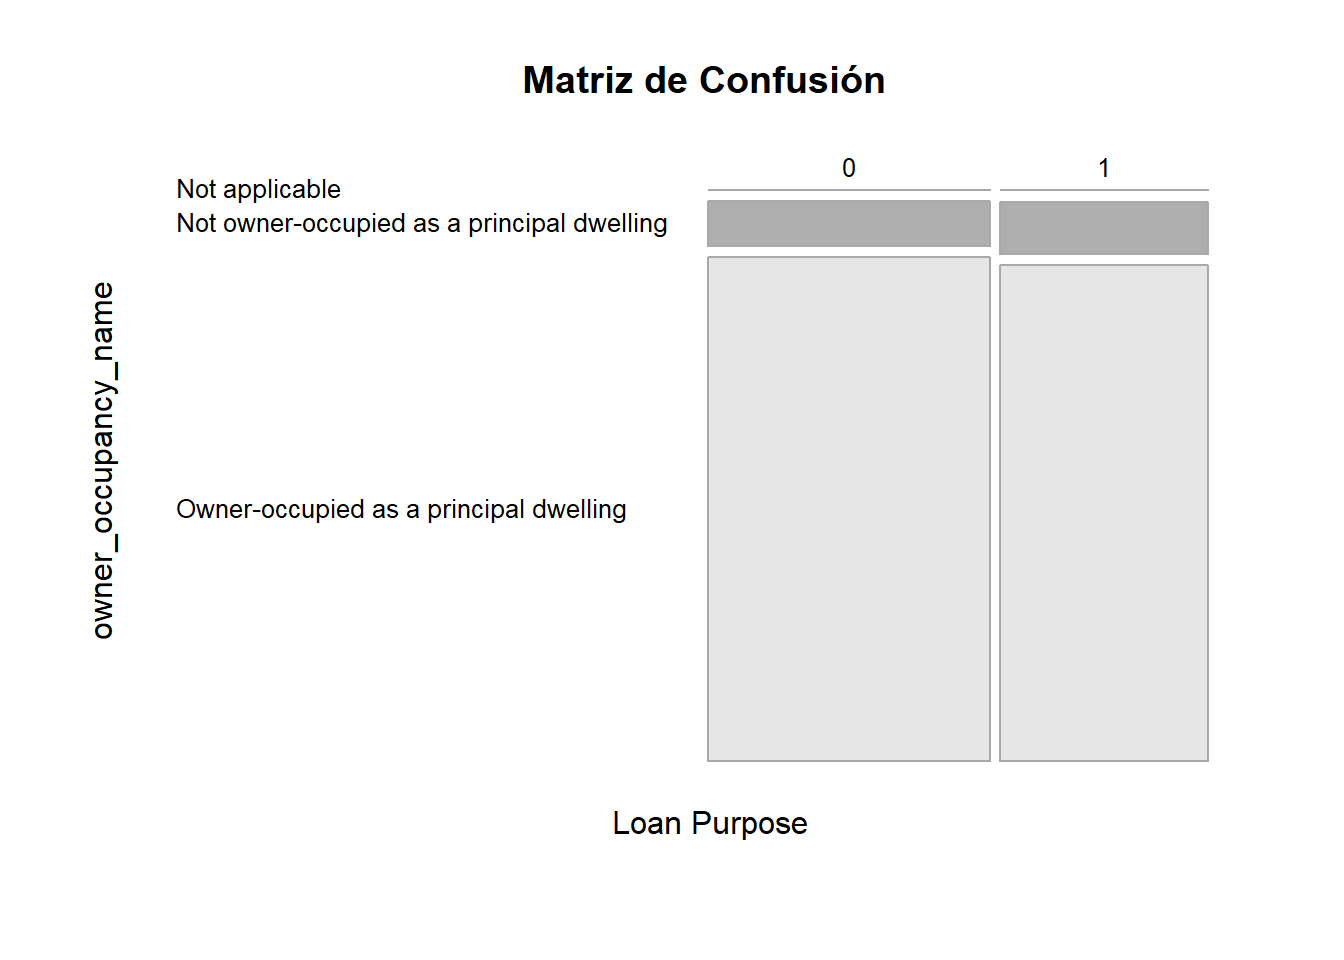 Matriz de Confusión
0 1
Not applicable
Not owner-occupied as a principal dwelling
owner_occupancy_name
Owner-occupied as a principal dwelling
Loan Purpose